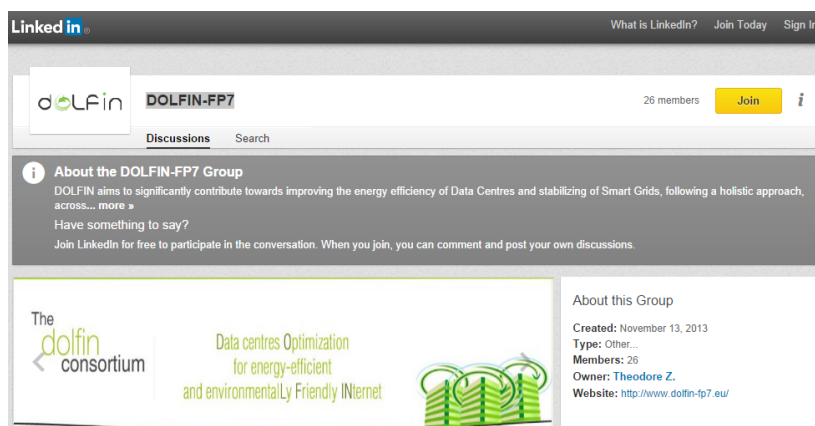 Linked in ®
What is LinkedIn? Join Today Sign In
dOLFin
DOLFIN-FP7
26 members
Join
i
Discussions Search
i
About the DOLFIN-FP7 Group
DOLFIN aims to significantly contribute towards improving the energy efficiency of Data Centres and stabilizing of Smart Grids, following a holistic approach,
across... more »
Have something to say?
Join LinkedIn for free to participate in the conversation. When you join, you can comment and post your own discussions.
The
dolfin
consortium
Data centres Optimization
for energy-efficient
and environmentalLy Friendly INternet
About this Group
Created: November 13, 2013
Type: Other...
Members: 26
Owner: Theodore Z.
Website: http://www.dolfin-fp7.eu/